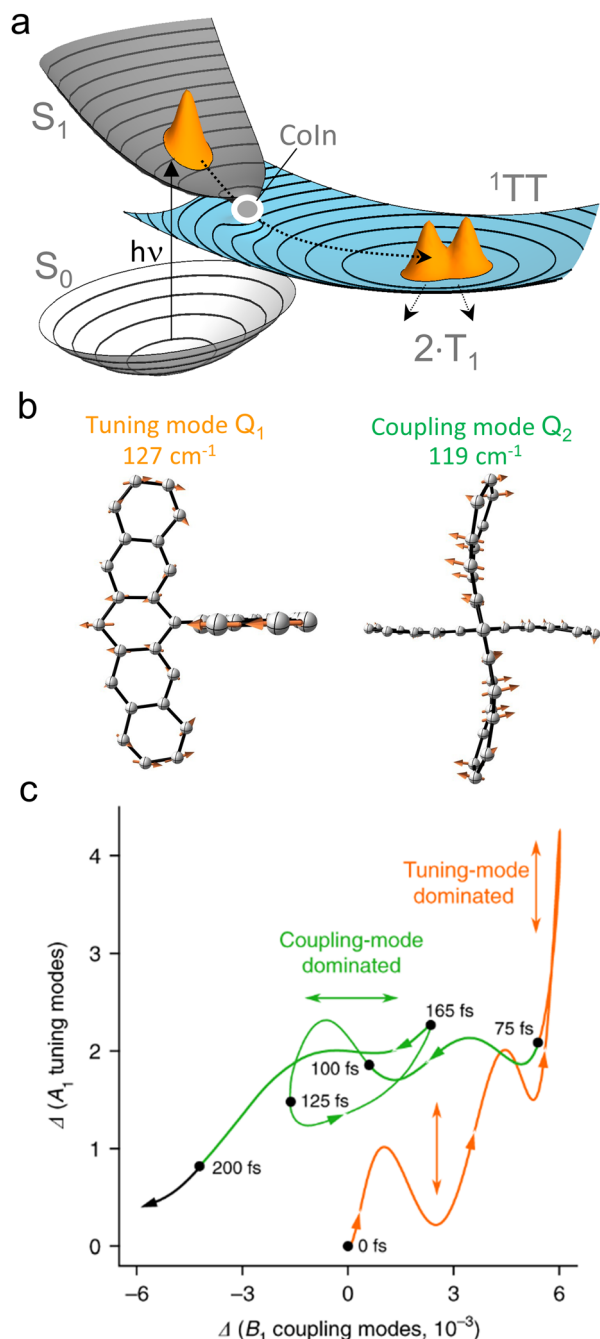 a
S₁
CoIn
¹TT
hν
S₀
2·T₁
b
Tuning mode Q₁
127 cm⁻¹
Coupling mode Q₂
119 cm⁻¹
c
Δ (A₁ tuning modes)
4
3
2
1
0
Tuning-mode
dominated
Coupling-mode
dominated
165 fs
75 fs
100 fs
125 fs
200 fs
0 fs
−6
−3
0
3
6
Δ (B₁ coupling modes, 10⁻³)